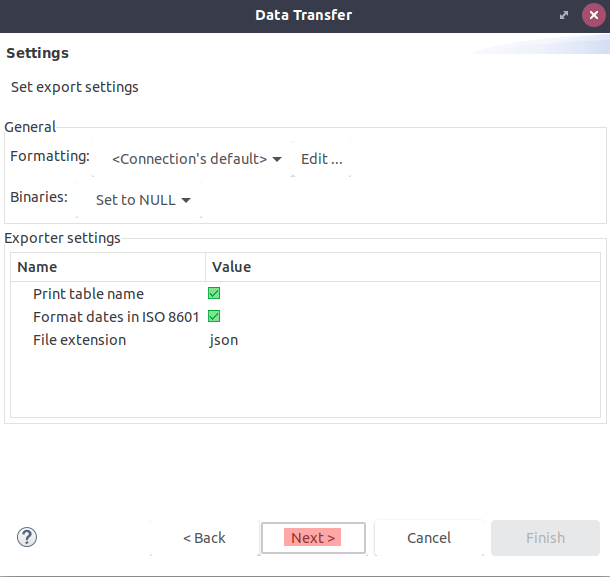 Data Transfer
Settings
Set export settings
General
Formatting: <Connection's default> Edit ...
Binaries: Set to NULL
Exporter settings
Name Value
Print table name
Format dates in ISO 8601
File extension json
? < Back Next > Cancel Finish